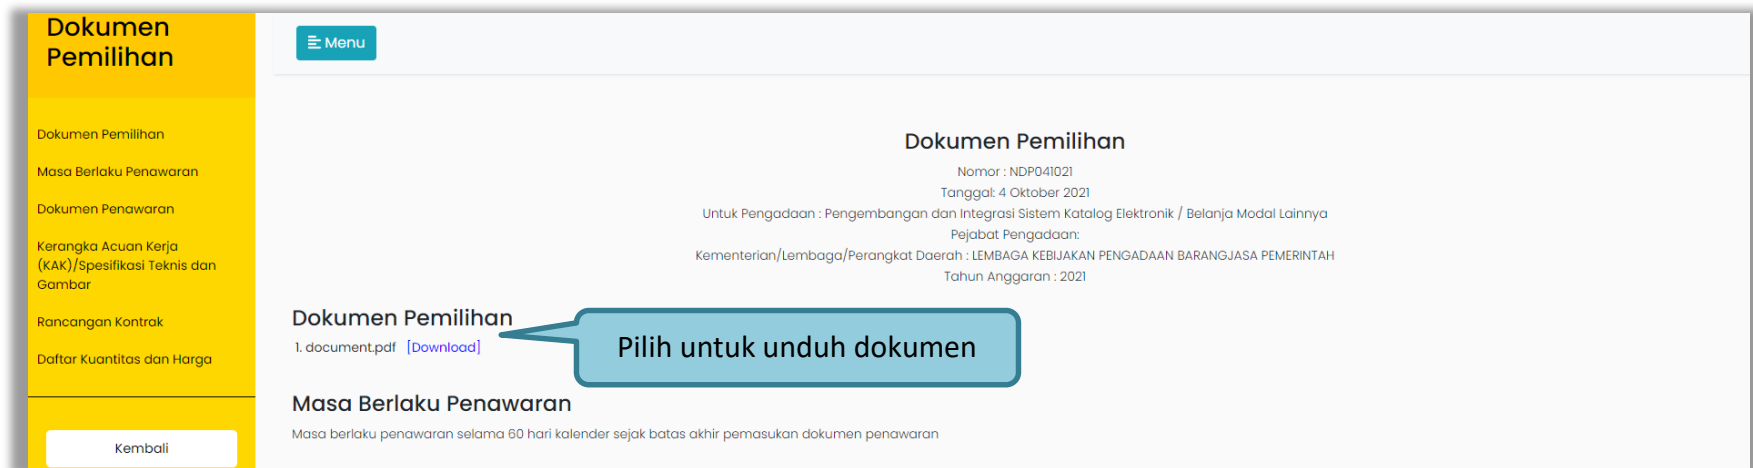 Dokumen
Pemilihan
Menu
Dokumen Pemilihan
Masa Berlaku Penawaran
Dokumen Penawaran
Kerangka Acuan Kerja
(KAK)/Spesifikasi Teknis dan
Gambar
Rancangan Kontrak
Daftar Kuantitas dan Harga
Kembali
Dokumen Pemilihan
Nomor : NDP041021
Tanggal: 4 Oktober 2021
Untuk Pengadaan : Pengembangan dan Integrasi Sistem Katalog Elektronik / Belanja Modal Lainnya
Pejabat Pengadaan:
Kementerian/Lembaga/Perangkat Daerah : LEMBAGA KEBIJAKAN PENGADAAN BARANGJASA PEMERINTAH
Tahun Anggaran : 2021
Dokumen Pemilihan
1. document.pdf [Download]
Pilih untuk unduh dokumen
Masa Berlaku Penawaran
Masa berlaku penawaran selama 60 hari kalender sejak batas akhir pemasukan dokumen penawaran